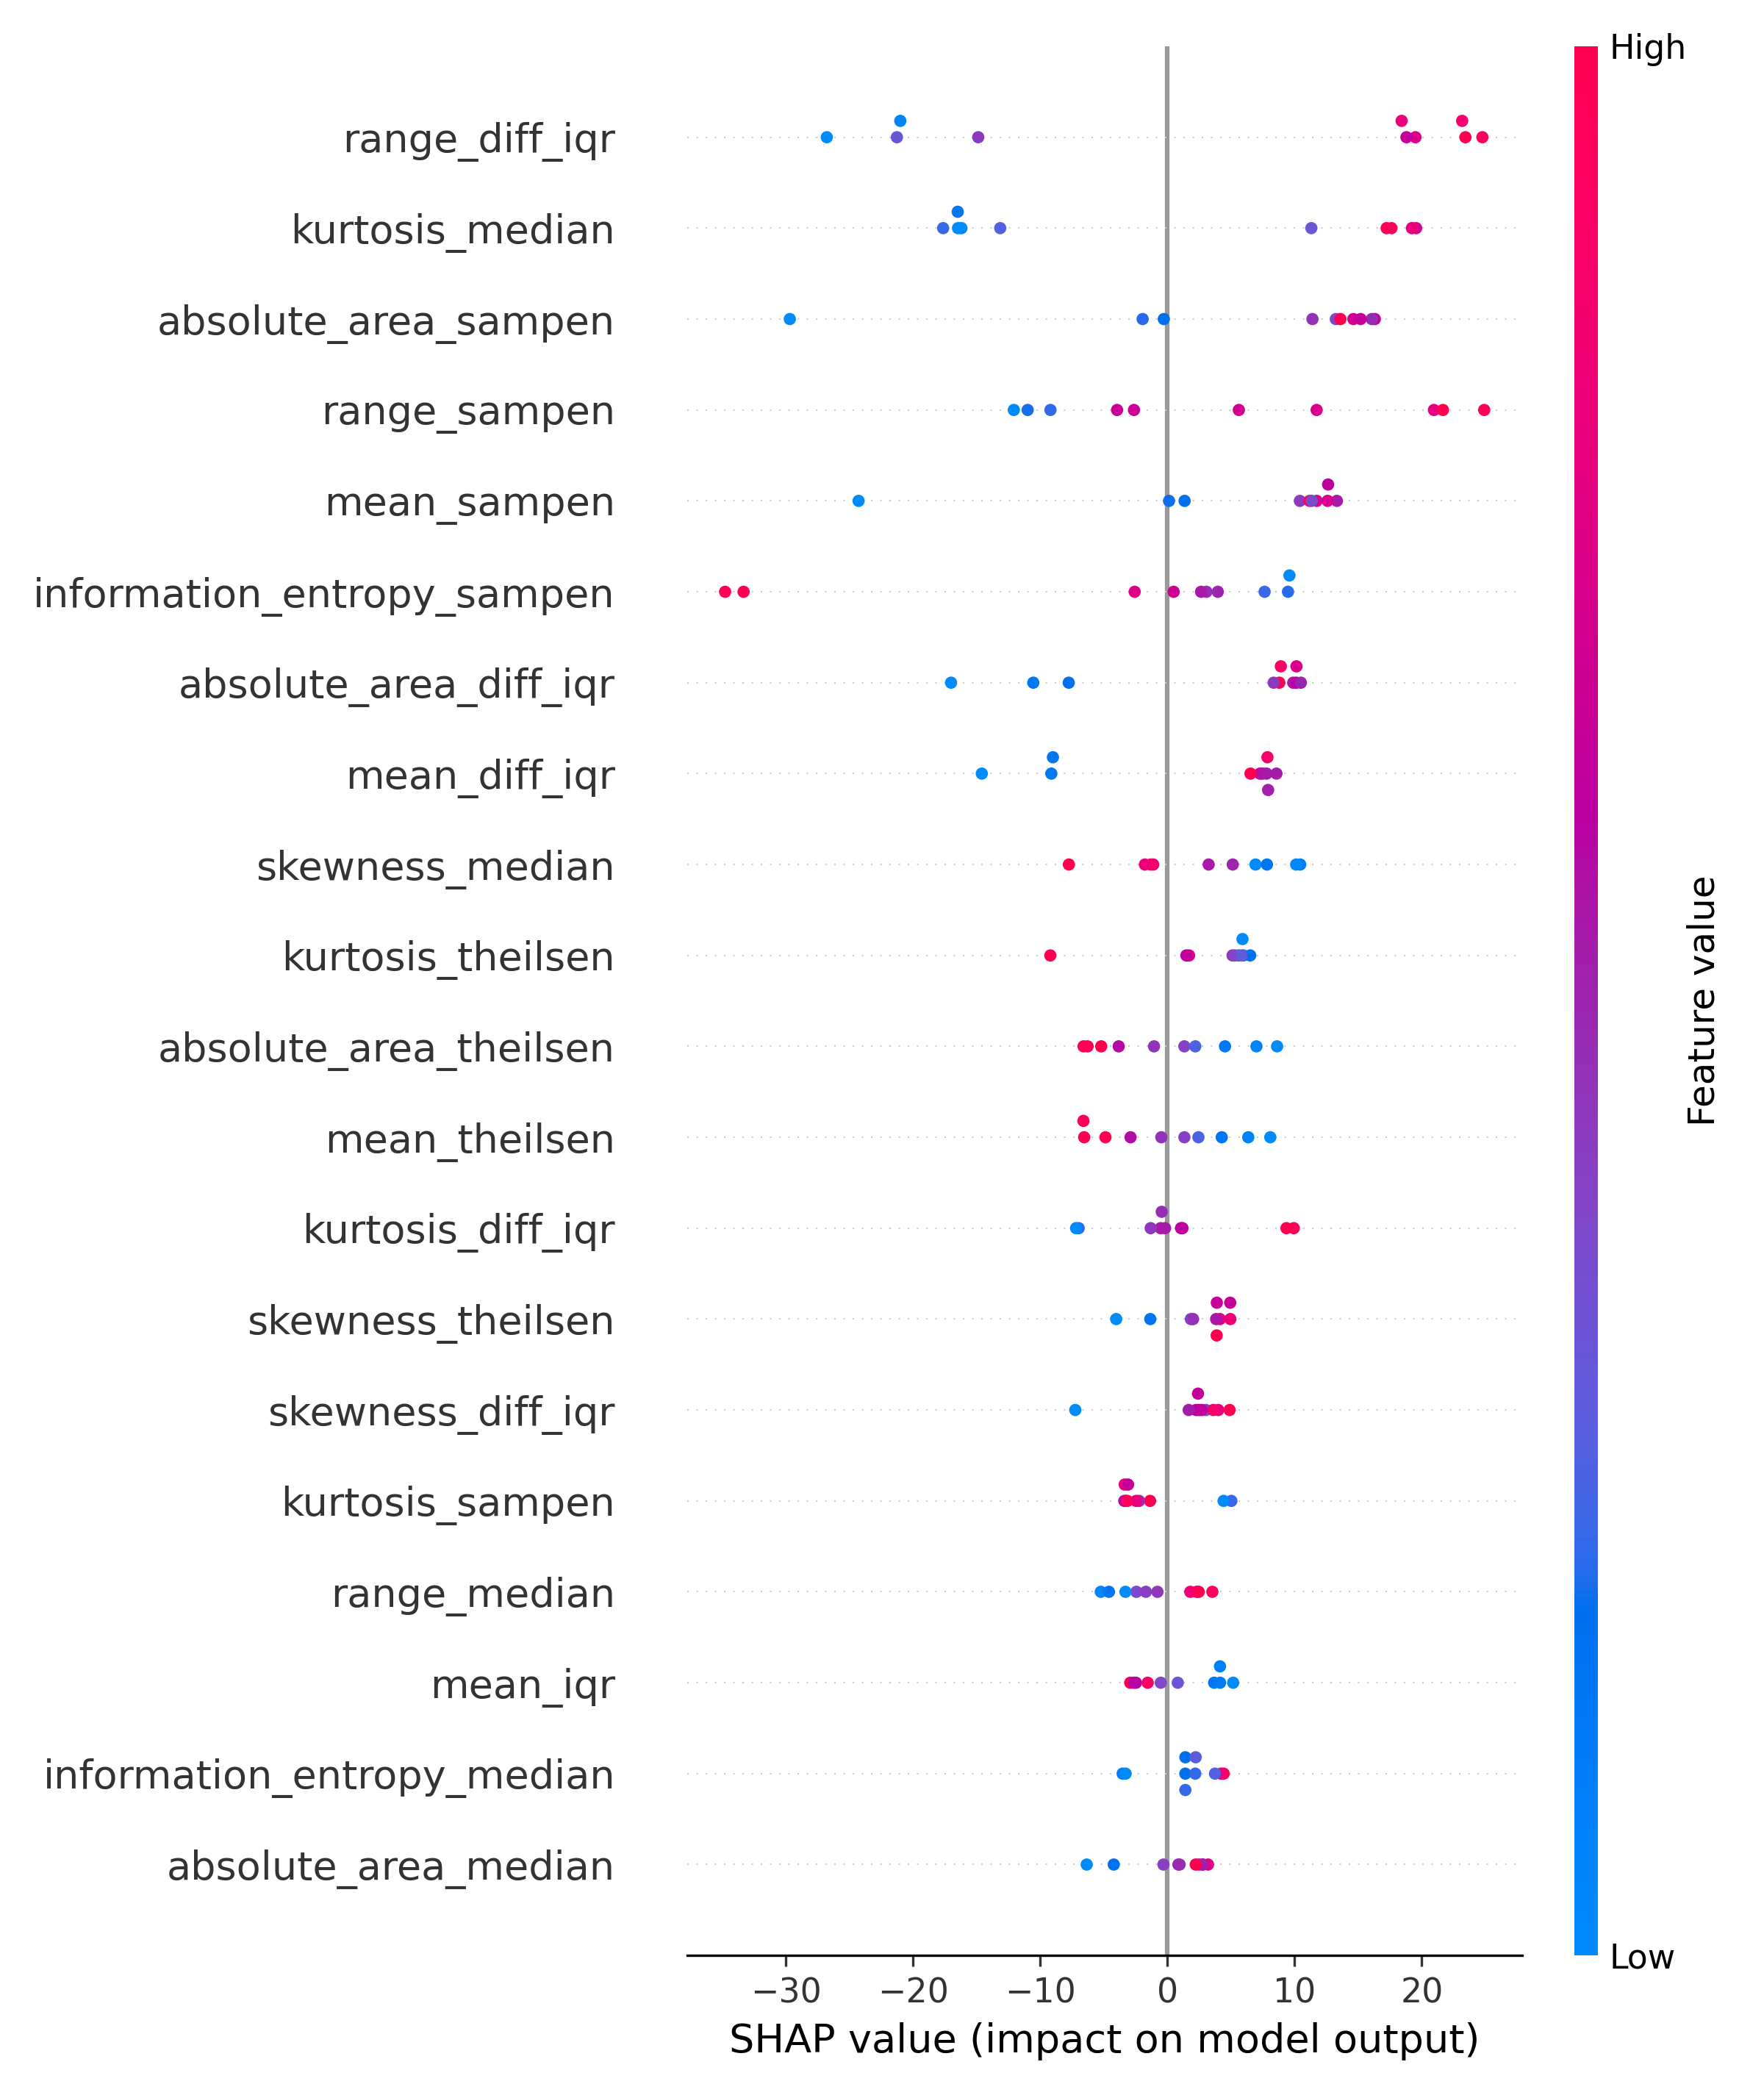 High
range_diff_iqr
kurtosis_median
absolute_area_sampen
range_sampen
mean_sampen
information_entropy_sampen
absolute_area_diff_iqr
mean_diff_iqr
skewness_median
kurtosis_theilsen
absolute_area_theilsen
mean_theilsen
kurtosis_diff_iqr
skewness_theilsen
skewness_diff_iqr
kurtosis_sampen
range_median
mean_iqr
information_entropy_median
absolute_area_median
Feature value
Low
−30 −20 −10 0 10 20
SHAP value (impact on model output)